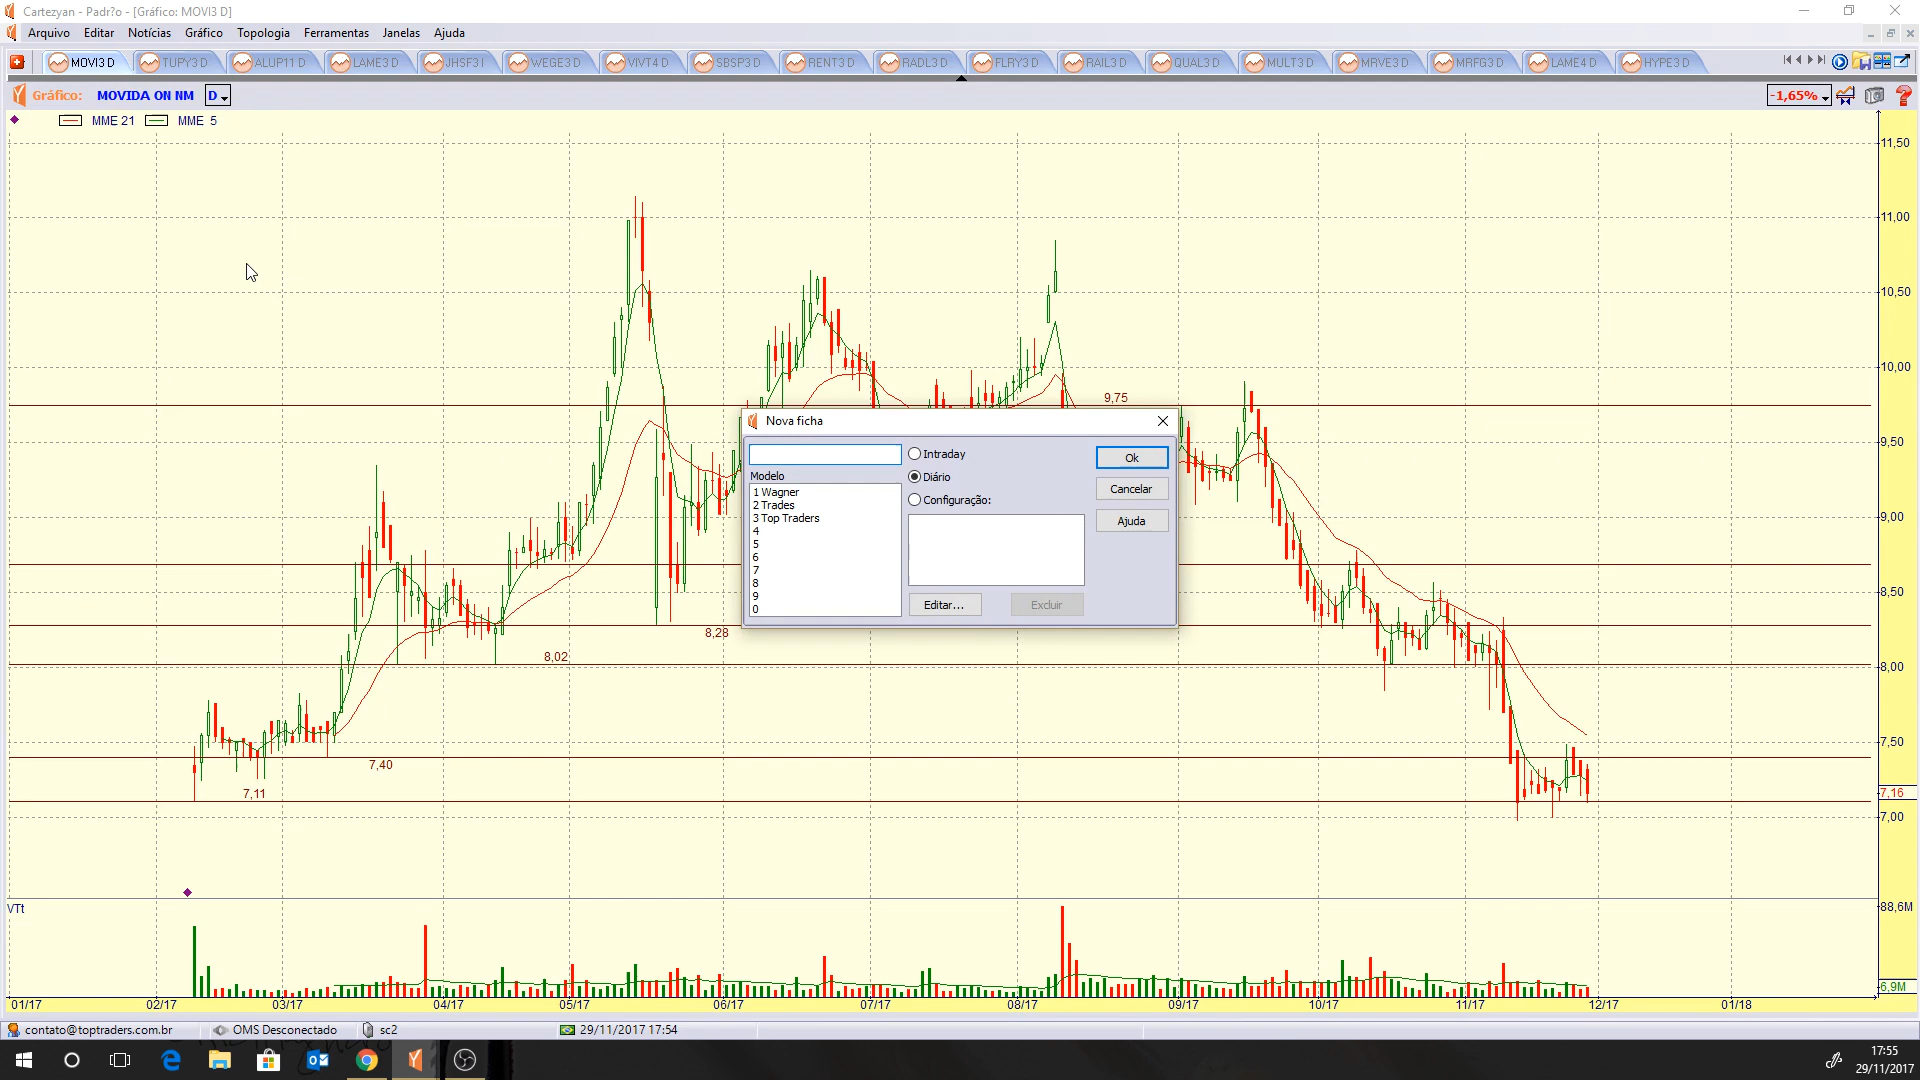 Cartezyan - Padr?o - [Gráfico: MOVI3 D]
Arquivo Editar Notícias Gráfico Topologia Ferramentas Janelas Ajuda
MOVI3 D TUPY3 D ALUP11 D LAME3 D JHSF3 I WEGE3 D VIVT4 D SBSP3 D RENT3 D RADL3 D FLRY3 D RAIL3 D QUAL3 D MULT3 D MRVE3 D MRFG3 D LAME4 D HYPE3 D
Gráfico: MOVIDA ON NM D
-1,65%
MME 21 MME 5
11,50
11,00
10,50
10,00
9,75
9,50
9,00
8,50
8,28
8,02
8,00
7,50
7,40
7,11
7,16
7,00
Nova ficha
Intraday
Ok
Modelo
Diário
Cancelar
1 Wagner
Configuração:
2 Trades
3 Top Traders
Ajuda
4
5
6
7
8
9
0
Editar...
Excluir
VTt
88,6M
6,9M
01/17 02/17 03/17 04/17 05/17 06/17 07/17 08/17 09/17 10/17 11/17 12/17 01/18
contato@toptraders.com.br OMS Desconectado sc2 29/11/2017 17:54
17:55
29/11/2017